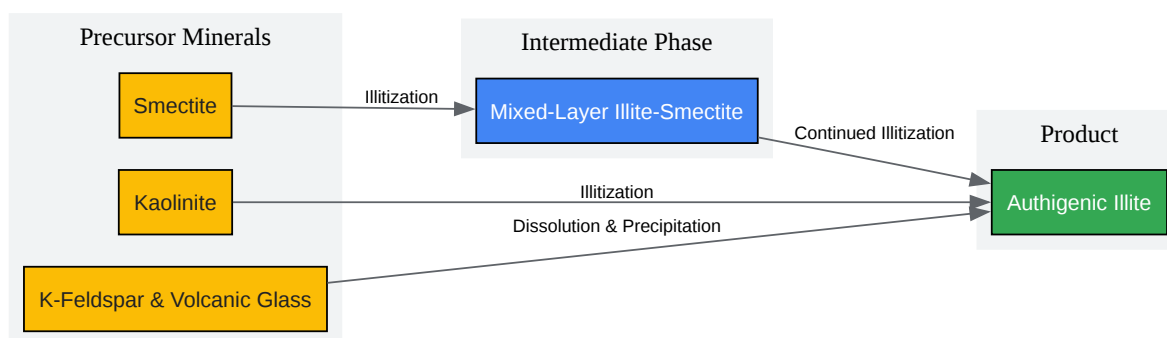 Precursor Minerals
Smectite
Kaolinite
K-Feldspar & Volcanic Glass
Illitization
Intermediate Phase
Mixed-Layer Illite-Smectite
Continued Illitization
Illitization
Dissolution & Precipitation
Product
Authigenic Illite